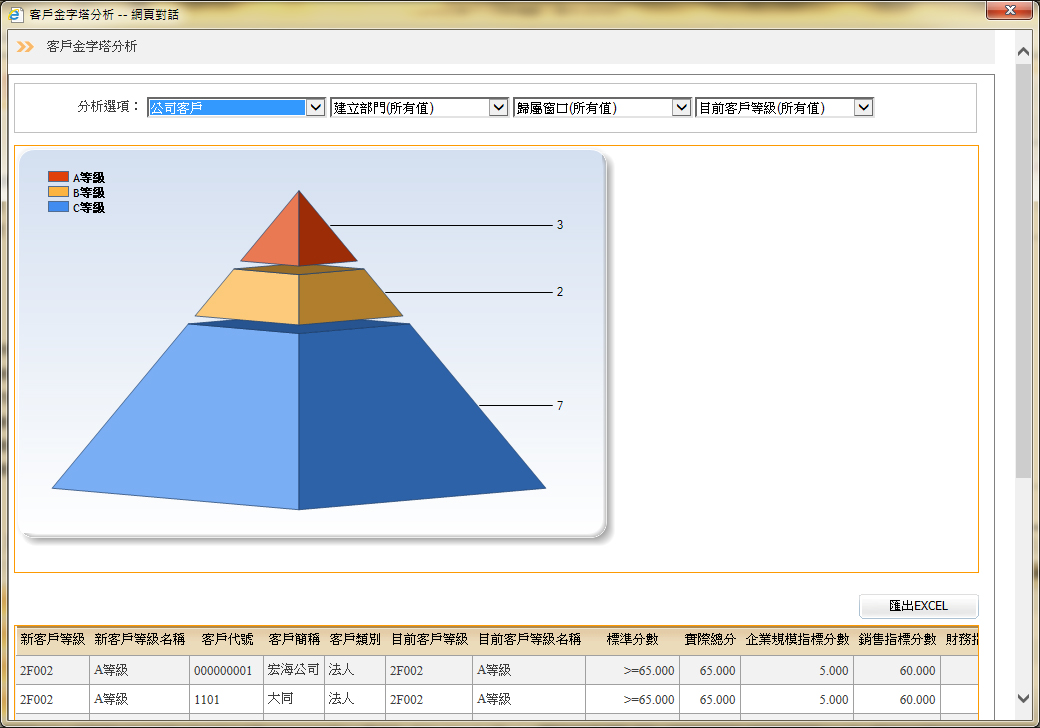 客戶金字塔分析 -- 網頁對話
客戶金字塔分析
分析選項： 公司客戶 建立部門(所有值) 歸屬窗口(所有值) 目前客戶等級(所有值)
A等級
B等級
C等級
3
2
7
匯出EXCEL
新客戶等級 新客戶等級名稱 客戶代號 客戶簡稱 客戶類別 目前客戶等級 目前客戶等級名稱 標準分數 實際總分 企業規模指標分數 銷售指標分數 財務指
2F002 A等級 000000001 宏海公司 法人 2F002 A等級 >=65.000 65.000 5.000 60.000
2F002 A等級 1101 大同 法人 2F002 A等級 >=65.000 65.000 5.000 60.000